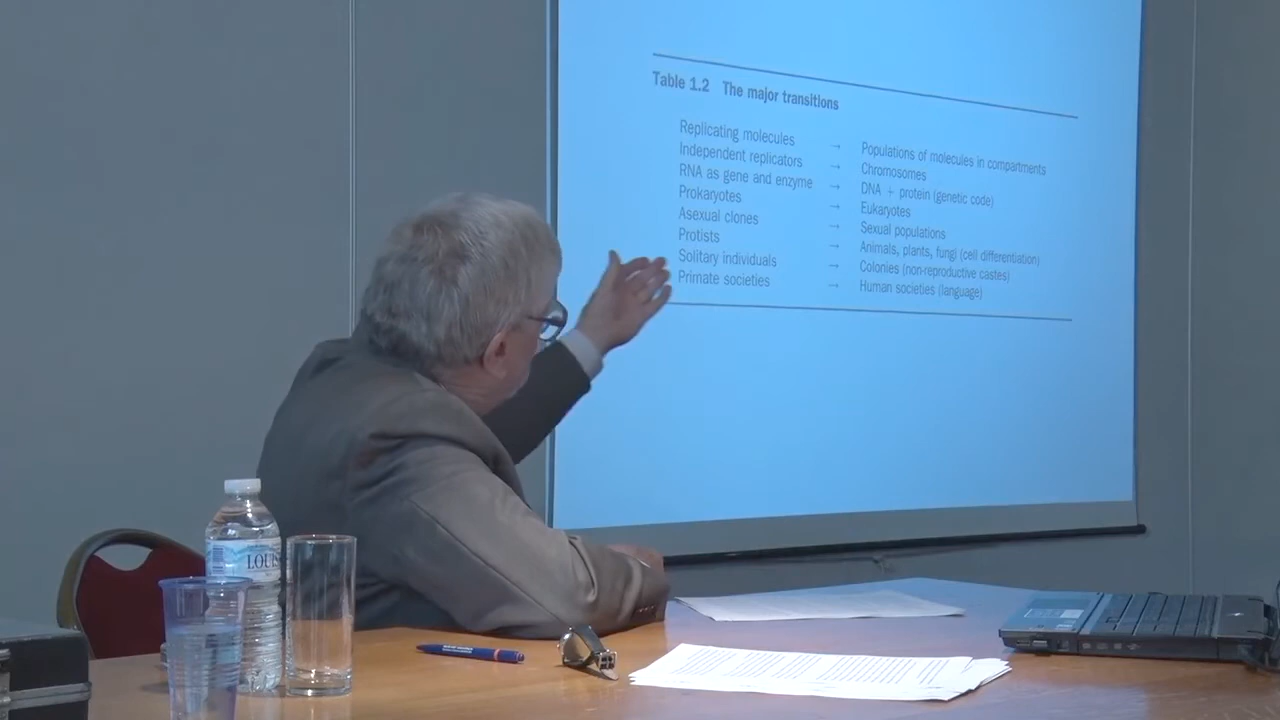 Table 1.2 The major transitions
Replicating molecules → Populations of molecules in compartments
Independent replicators → Chromosomes
RNA as gene and enzyme → DNA + protein (genetic code)
Prokaryotes → Eukaryotes
Asexual clones → Sexual populations
Protists → Animals, plants, fungi (cell differentiation)
Solitary individuals → Colonies (non-reproductive castes)
Primate societies → Human societies (language)
LOUIS